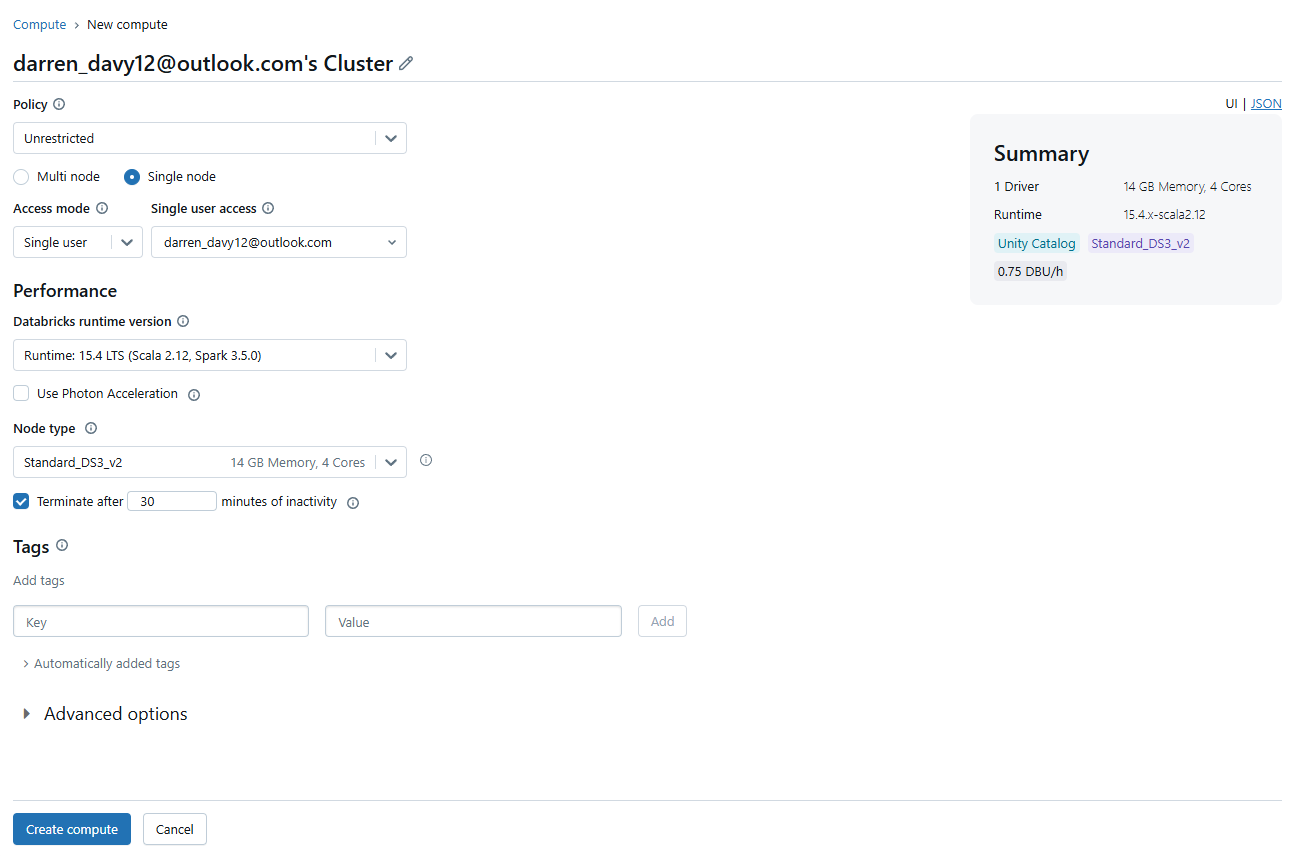 Compute › New compute
darren_davy12@outlook.com's Cluster
Policy
UI | JSON
Unrestricted
Summary
Multi node Single node
1 Driver 14 GB Memory, 4 Cores
Access mode Single user access
Runtime 15.4.x-scala2.12
Single user darren_davy12@outlook.com
Unity Catalog Standard_DS3_v2
0.75 DBU/h
Performance
Databricks runtime version
Runtime: 15.4 LTS (Scala 2.12, Spark 3.5.0)
Use Photon Acceleration
Node type
Standard_DS3_v2 14 GB Memory, 4 Cores
Terminate after 30 minutes of inactivity
Tags
Add tags
Key Value Add
Automatically added tags
Advanced options
Create compute Cancel